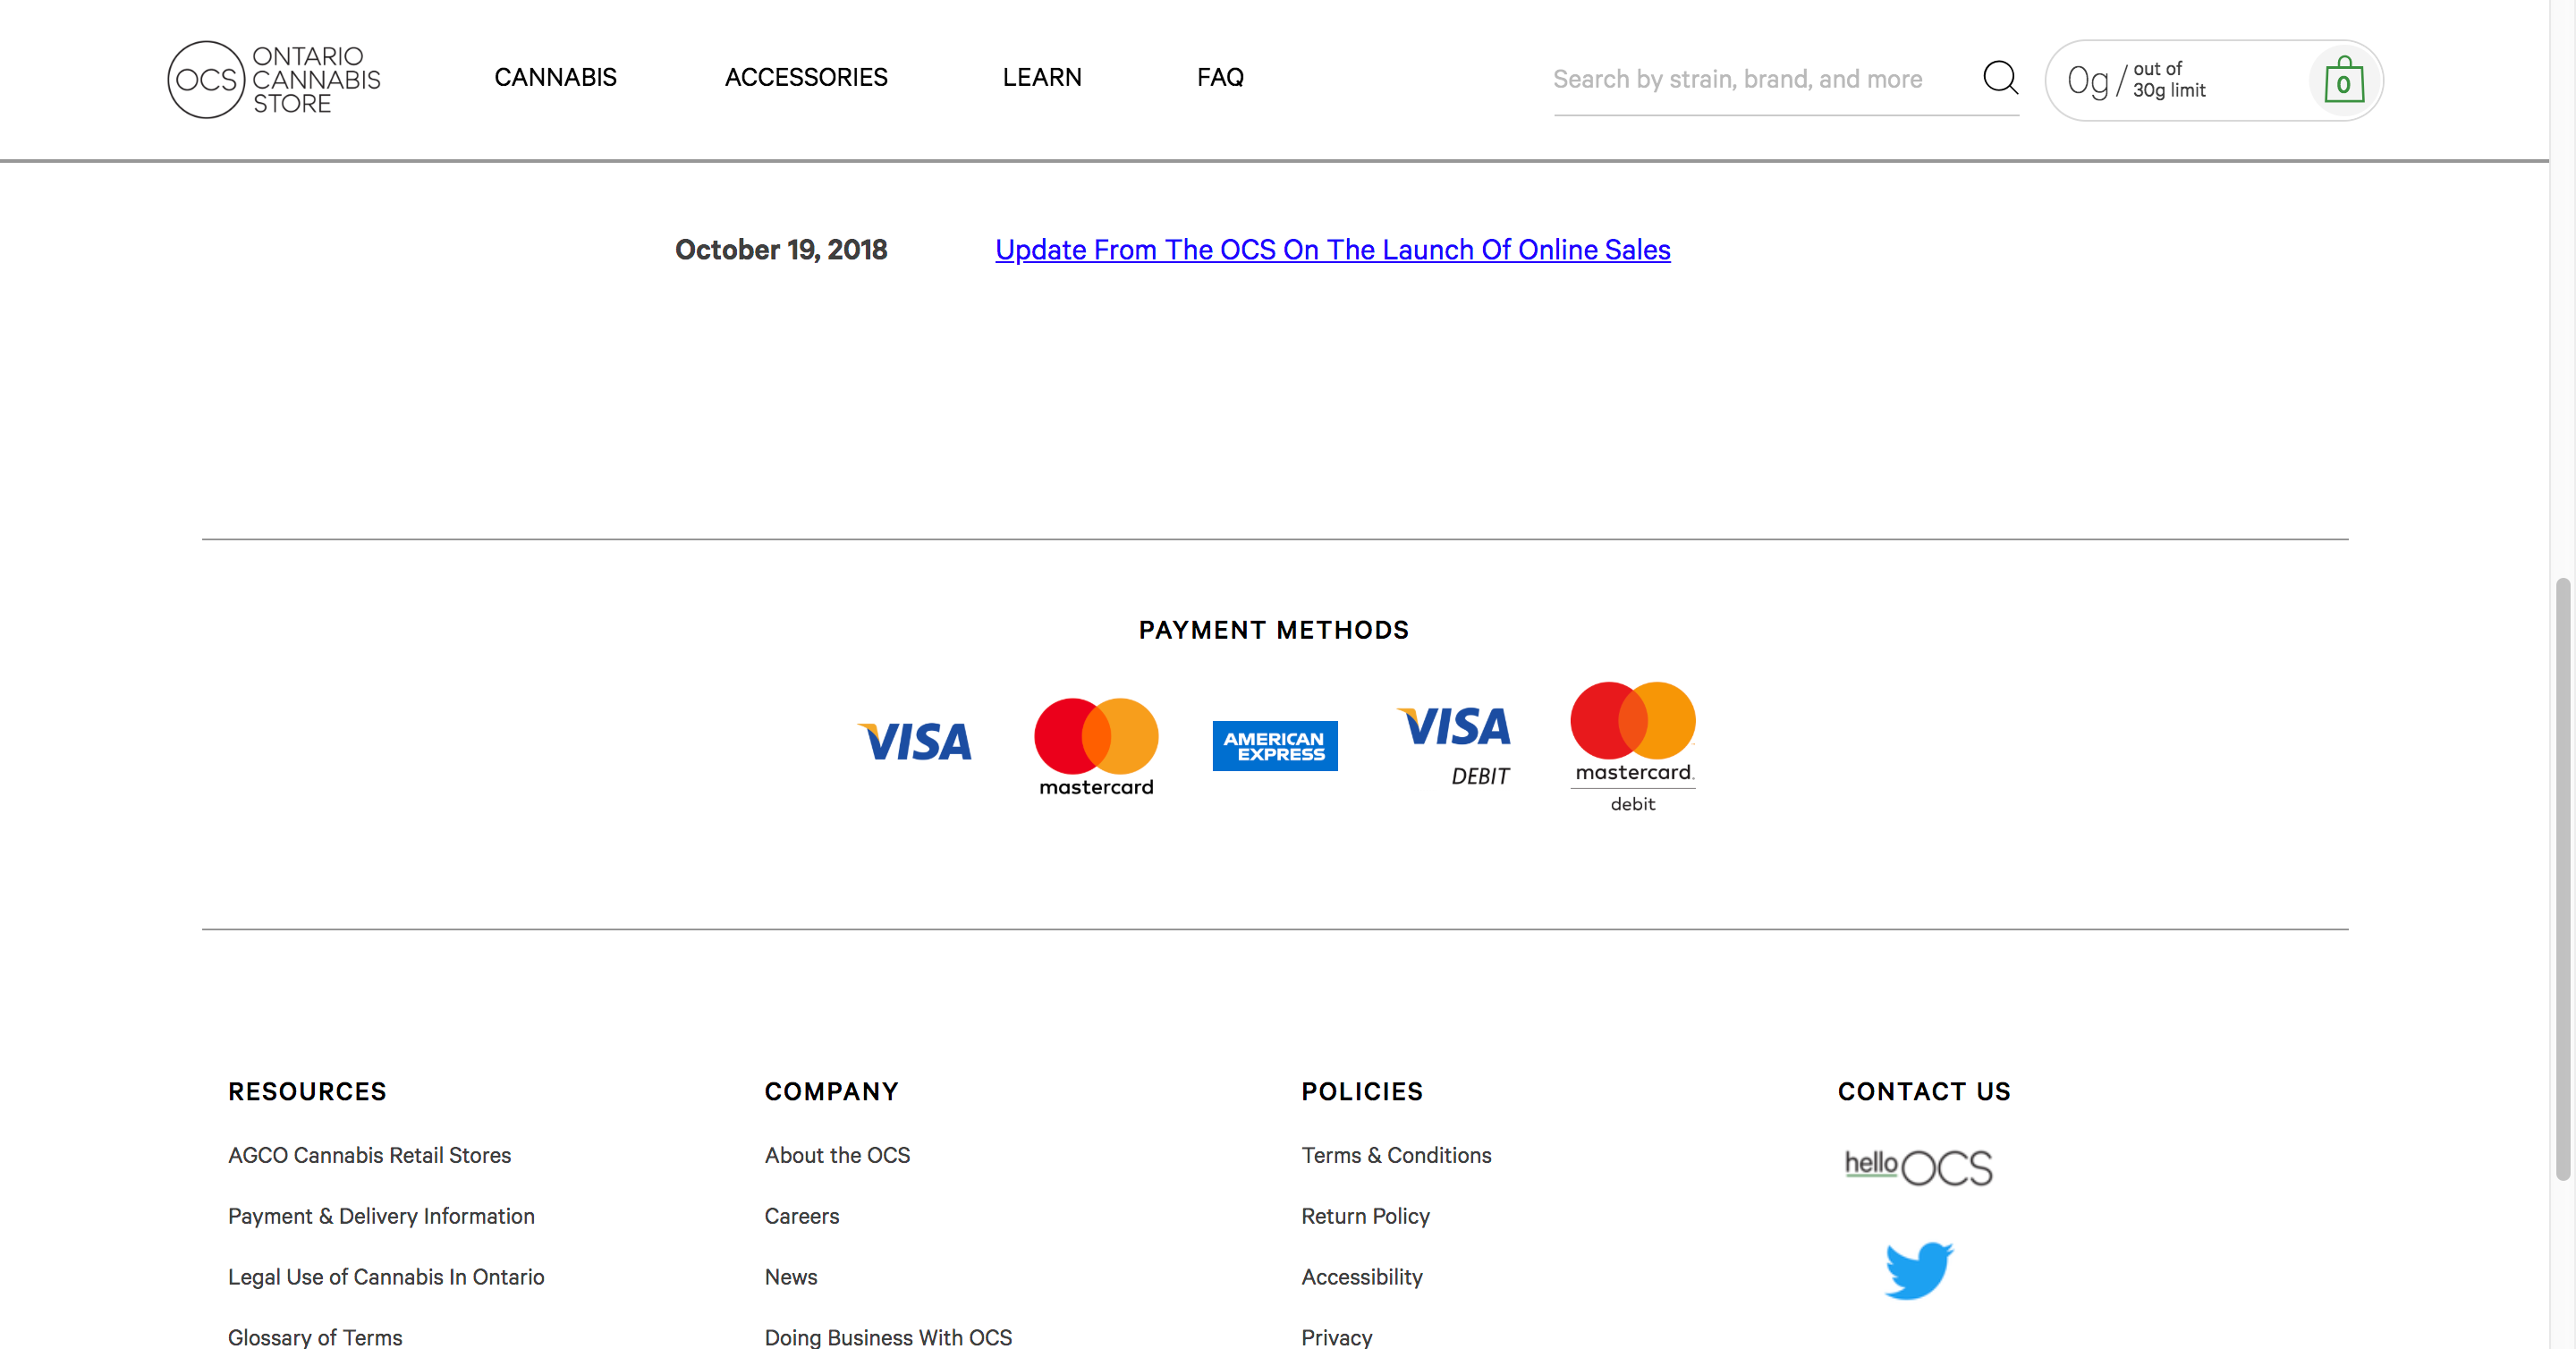 OCS ONTARIO
CANNABIS
STORE
CANNABIS
ACCESSORIES
LEARN
FAQ
Search by strain, brand, and more
0g / out of
30g limit
0
October 19, 2018
Update From The OCS On The Launch Of Online Sales
PAYMENT METHODS
VISA
mastercard
AMERICAN
EXPRESS
VISA
DEBIT
mastercard.
debit
RESOURCES
AGCO Cannabis Retail Stores
Payment & Delivery Information
Legal Use of Cannabis In Ontario
Glossary of Terms
COMPANY
About the OCS
Careers
News
Doing Business With OCS
POLICIES
Terms & Conditions
Return Policy
Accessibility
Privacy
CONTACT US
hello OCS